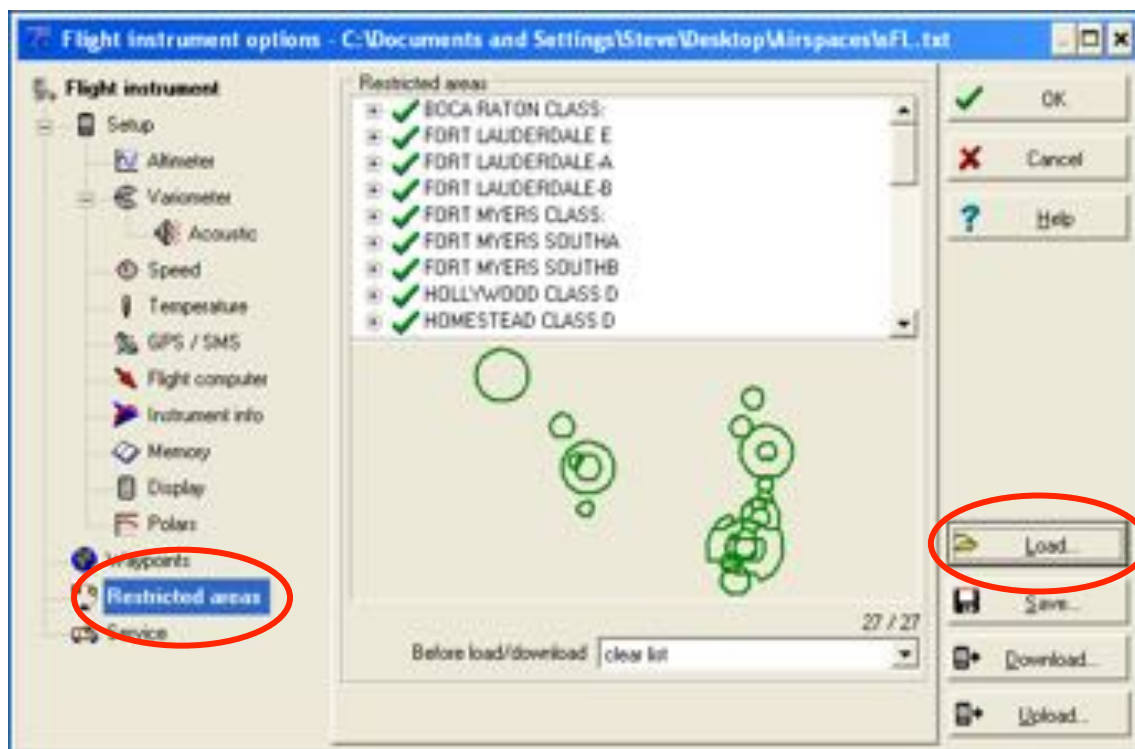 Flight instrument options - C:\Documents and Settings\Steve\Desktop\Airspaces\sFL.txt
Flight instrument
Setup
Altimeter
Variometer
Acoustic
Speed
Temperature
GPS / SMS
Flight computer
Instrument info
Memory
Display
Polars
Waypoints
Restricted areas
Service
Restricted areas
BOCA RATON CLASS:
FORT LAUDERDALE E
FORT LAUDERDALE-A
FORT LAUDERDALE-B
FORT MYERS CLASS:
FORT MYERS SOUTHA
FORT MYERS SOUTHB
HOLLYWOOD CLASS D
HOMESTEAD CLASS D
27 / 27
Before load/download clear list
OK
Cancel
Help
Load...
Save...
Download...
Upload...